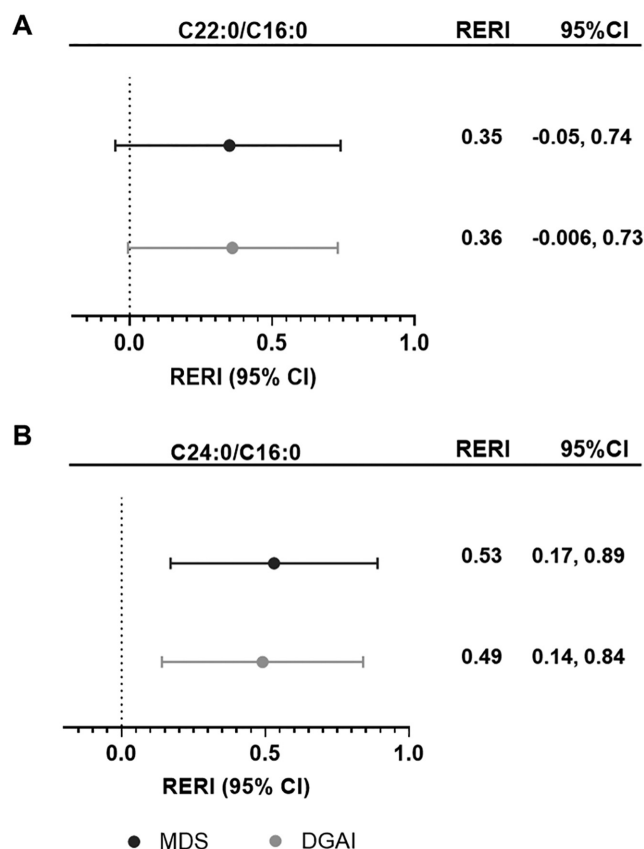 A
C22:0/C16:0 RERI 95%CI
0.35 -0.05, 0.74
0.36 -0.006, 0.73
0.0 0.5 1.0
RERI (95% CI)
B
C24:0/C16:0 RERI 95%CI
0.53 0.17, 0.89
0.49 0.14, 0.84
0.0 0.5 1.0
RERI (95% CI)
MDS DGAI